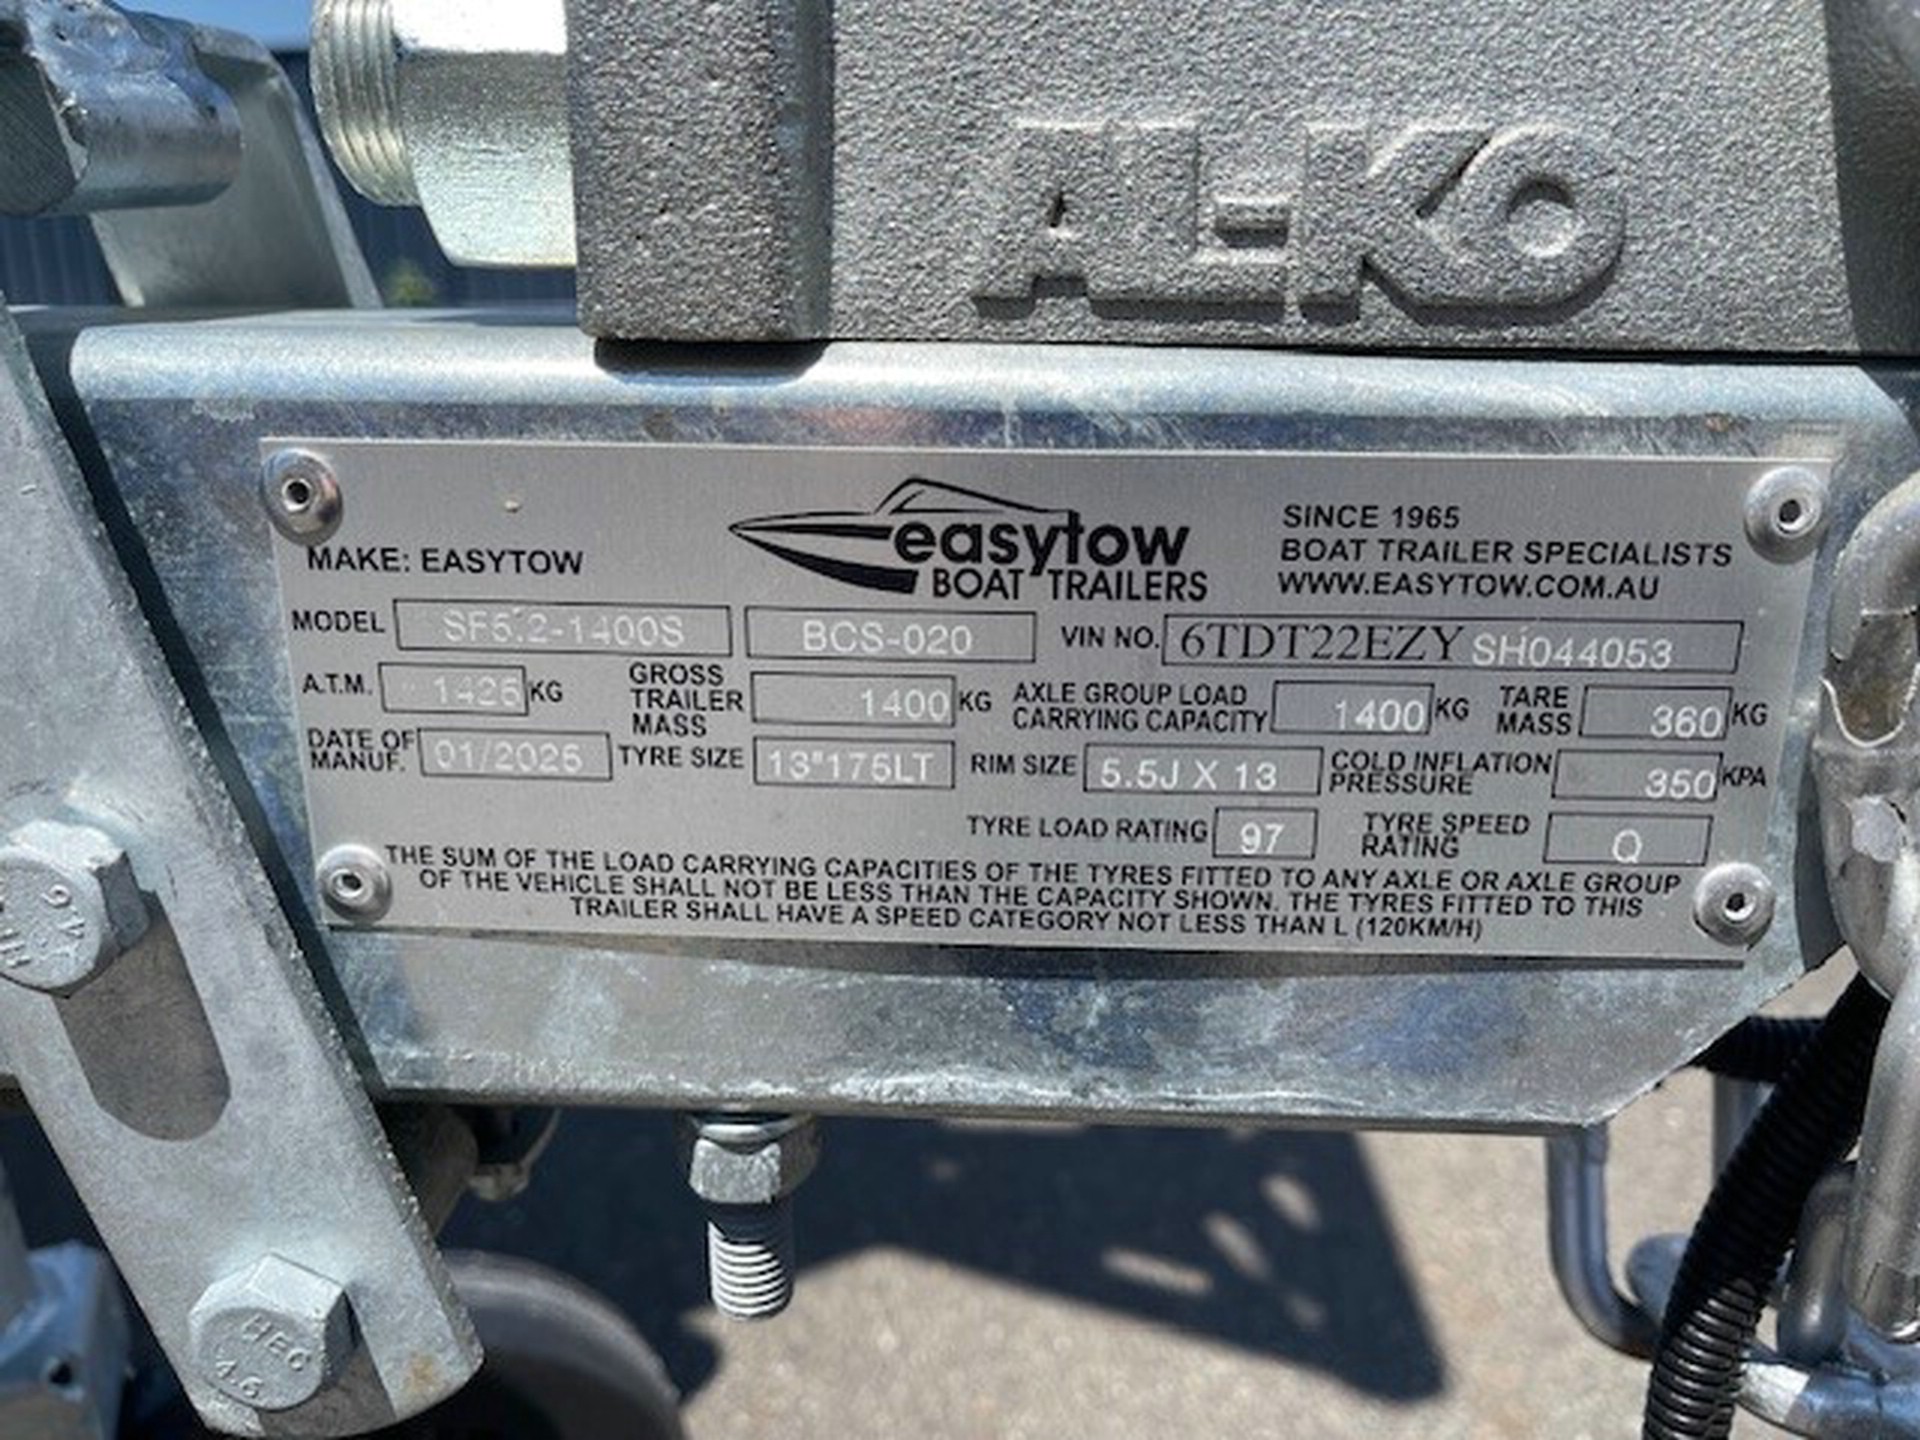 AL-KO
easytow
BOAT TRAILERS
SINCE 1965
BOAT TRAILER SPECIALISTS
WWW.EASYTOW.COM.AU
MAKE: EASYTOW
MODEL SF5.2-1400S BCS-020 VIN NO. 6TDT22EZY SH044053
A.T.M. 1425 KG GROSS TRAILER MASS 1400 KG AXLE GROUP LOAD CARRYING CAPACITY 1400 KG TARE MASS 360 KG
DATE OF MANUF. 01/2025 TYRE SIZE 13"175LT RIM SIZE 5.5J X 13 COLD INFLATION PRESSURE 350 KPA
TYRE LOAD RATING 97 TYRE SPEED RATING Q
THE SUM OF THE LOAD CARRYING CAPACITIES OF THE TYRES FITTED TO ANY AXLE OR AXLE GROUP
OF THE VEHICLE SHALL NOT BE LESS THAN THE CAPACITY SHOWN. THE TYRES FITTED TO THIS
TRAILER SHALL HAVE A SPEED CATEGORY NOT LESS THAN L (120KM/H)
HEC
4.6